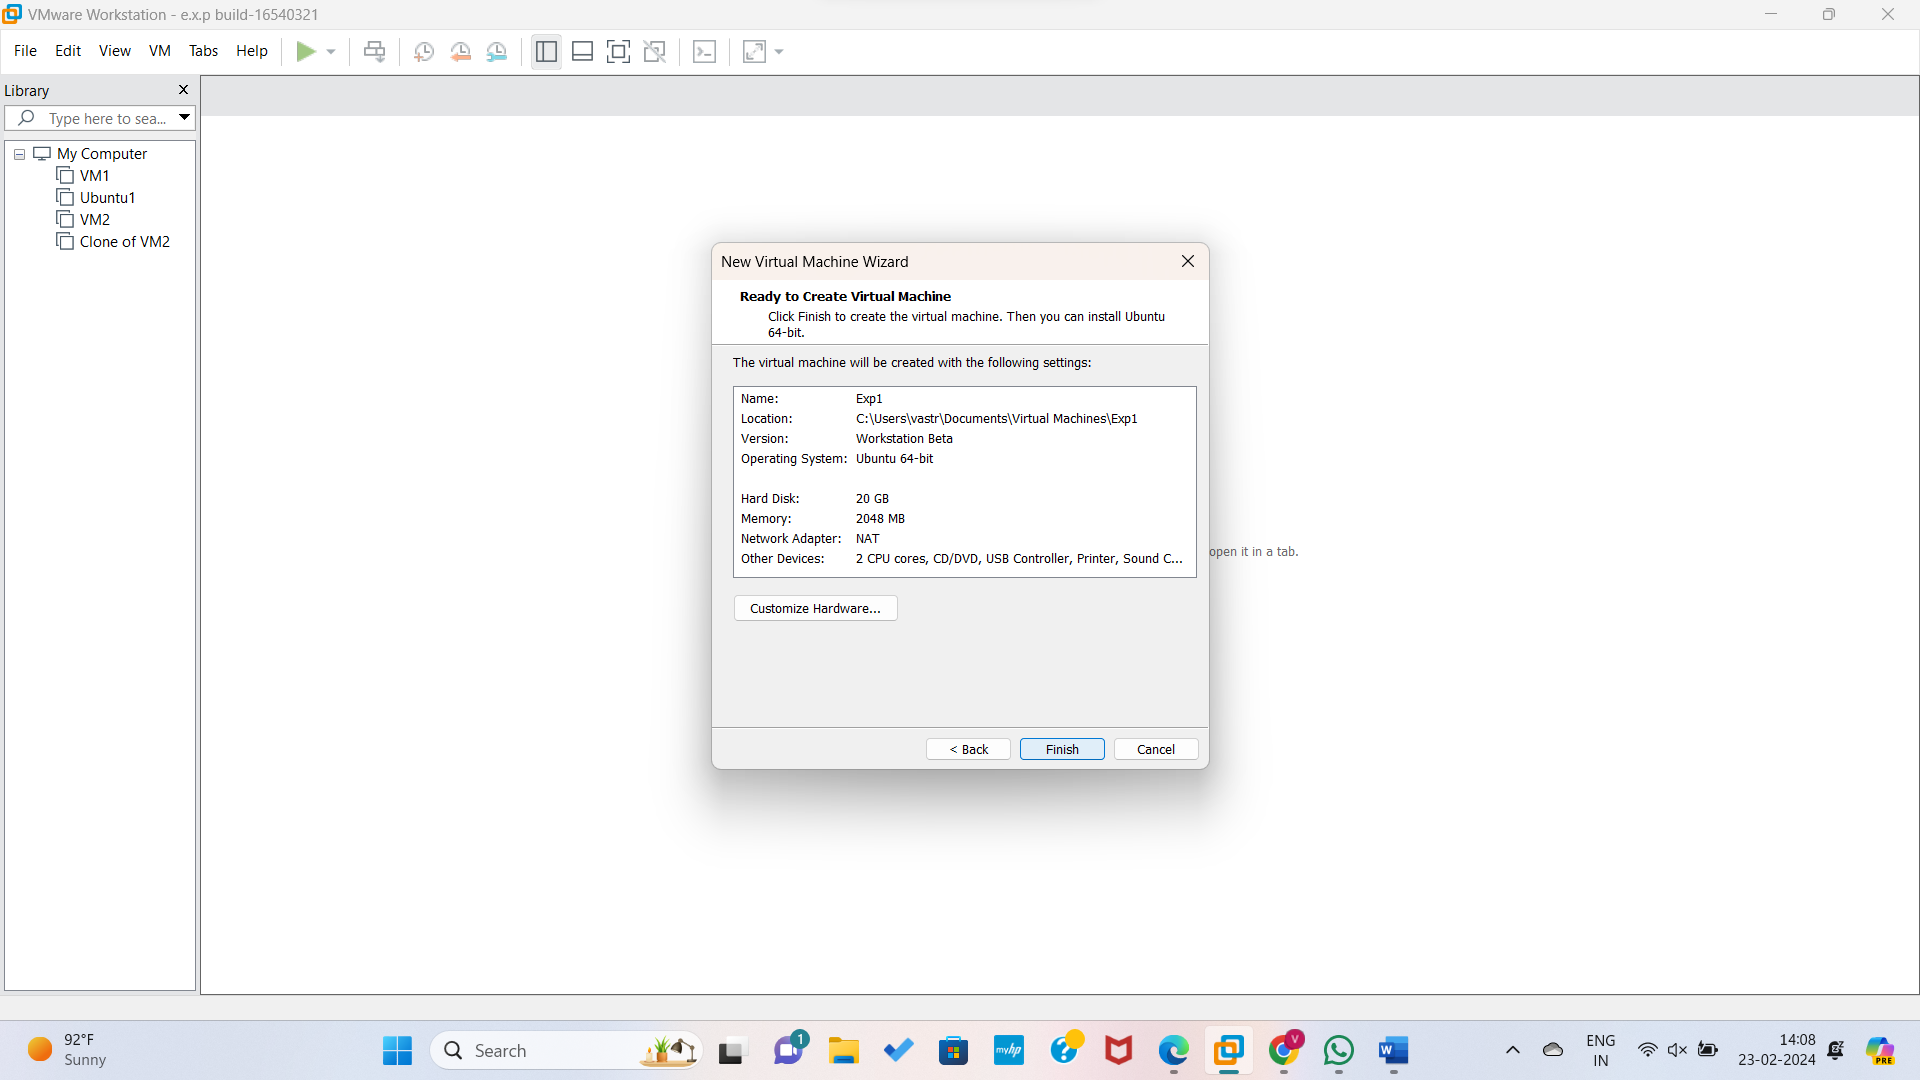 VMware Workstation - e.x.p build-16540321
File Edit View VM Tabs Help
Library
Type here to sea...
My Computer
VM1
Ubuntu1
VM2
Clone of VM2
New Virtual Machine Wizard
Ready to Create Virtual Machine
Click Finish to create the virtual machine. Then you can install Ubuntu
64-bit.
The virtual machine will be created with the following settings:
Name: Exp1
Location: C:\Users\vastr\Documents\Virtual Machines\Exp1
Version: Workstation Beta
Operating System: Ubuntu 64-bit
Hard Disk: 20 GB
Memory: 2048 MB
Network Adapter: NAT
Other Devices: 2 CPU cores, CD/DVD, USB Controller, Printer, Sound C...
open it in a tab.
Customize Hardware...
< Back Finish Cancel
92°F
Sunny
Search
1
myhp
?
V
W
ENG
IN
14:08
23-02-2024
PRE